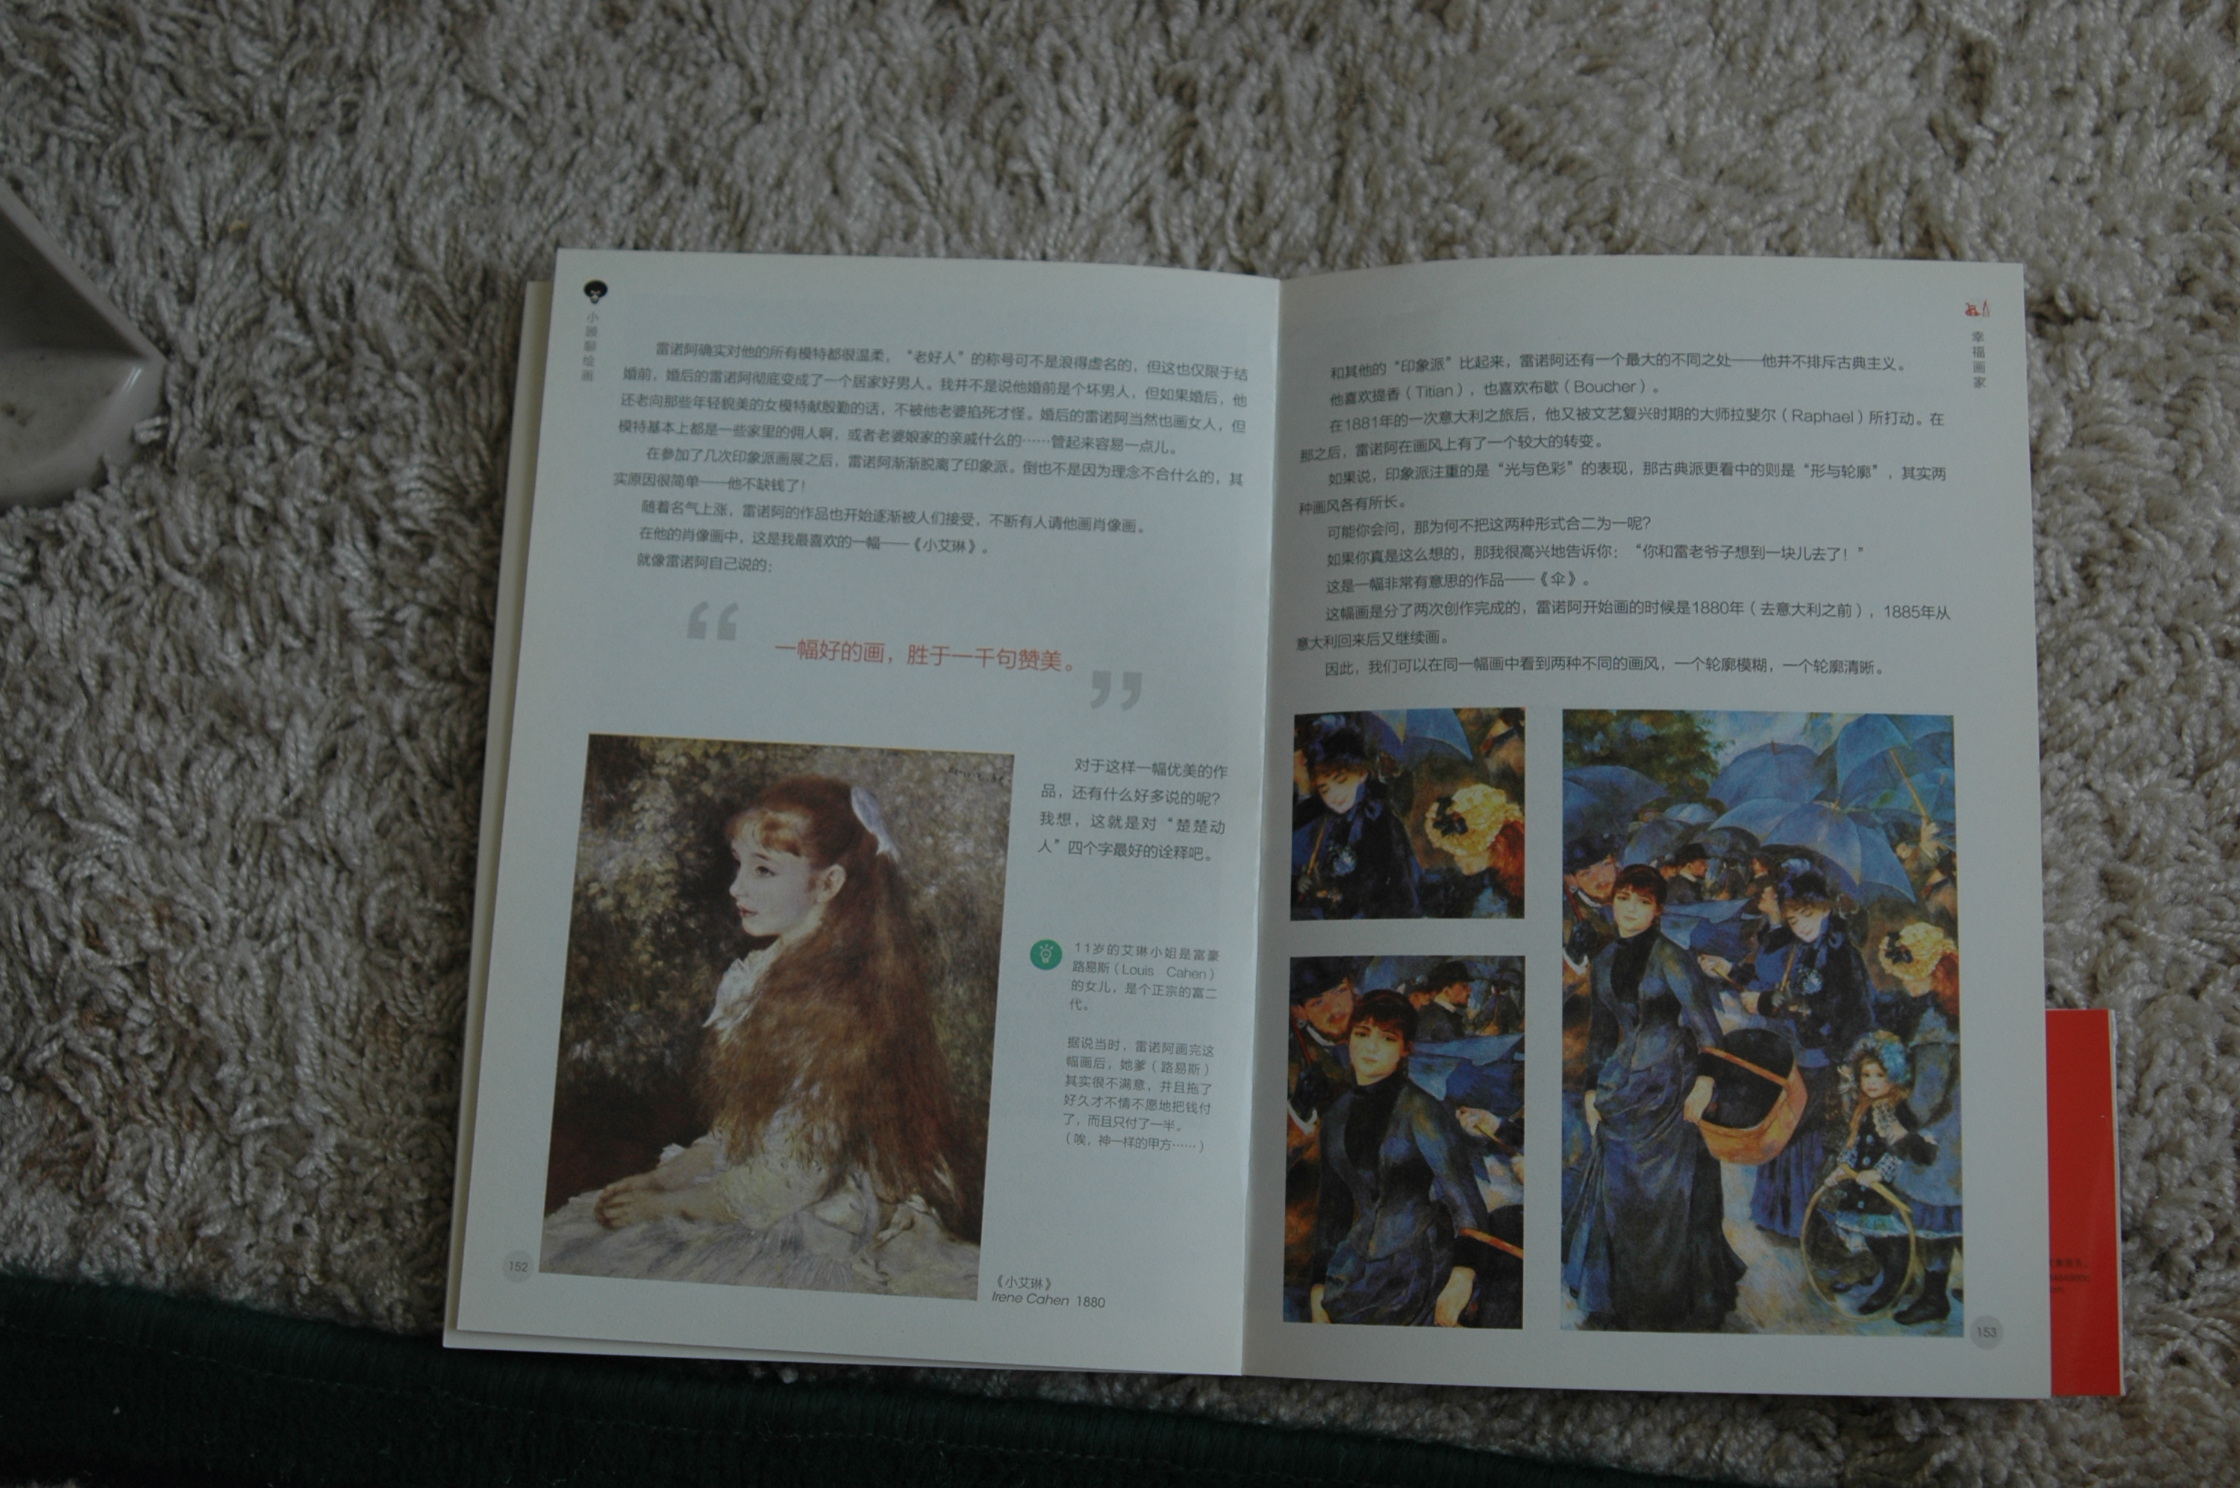 小顾聊绘画
雷诺阿确实对他的所有模特都很温柔，“老好人”的称号可不是浪得虚名的，但这也仅限于结
婚前，婚后的雷诺阿彻底变成了一个居家好男人。我并不是说他婚前是个坏男人，但如果婚后，他
还老向那些年轻貌美的女模特献殷勤的话，不被他老婆掐死才怪。婚后的雷诺阿当然也画女人，但
模特基本上都是一些家里的佣人啊，或者老婆娘家的亲戚什么的……管起来容易一点儿。
在参加了几次印象派画展之后，雷诺阿渐渐脱离了印象派。倒也不是因为理念不合什么的，其
实原因很简单——他不缺钱了！
随着名气上涨，雷诺阿的作品也开始逐渐被人们接受，不断有人请他画肖像画。
在他的肖像画中，这是我最喜欢的一幅——《小艾琳》。
就像雷诺阿自己说的：
“一幅好的画，胜于一千句赞美。”
对于这样一幅优美的作
品，还有什么好多说的呢？
我想，这就是对“楚楚动
人”四个字最好的诠释吧。
11岁的艾琳小姐是富豪
路易斯（Louis Cahen）
的女儿，是个正宗的富二
代。
据说当时，雷诺阿画完这
幅画后，她爹（路易斯）
其实很不满意，并且拖了
好久才不情不愿地把钱付
了，而且只付了一半。
（唉，神一样的甲方……）
《小艾琳》
Irene Cahen 1880
152
幸福画家
和其他的“印象派”比起来，雷诺阿还有一个最大的不同之处——他并不排斥古典主义。
他喜欢提香（Titian），也喜欢布歇（Boucher）。
在1881年的一次意大利之旅后，他又被文艺复兴时期的大师拉斐尔（Raphael）所打动。在
那之后，雷诺阿在画风上有了一个较大的转变。
如果说，印象派注重的是“光与色彩”的表现，那古典派更看中的则是“形与轮廓”，其实两
种画风各有所长。
可能你会问，那为何不把这两种形式合二为一呢？
如果你真是这么想的，那我很高兴地告诉你：“你和雷老爷子想到一块儿去了！”
这是一幅非常有意思的作品——《伞》。
这幅画是分了两次创作完成的，雷诺阿开始画的时候是1880年（去意大利之前），1885年从
意大利回来后又继续画。
因此，我们可以在同一幅画中看到两种不同的画风，一个轮廓模糊，一个轮廓清晰。
153